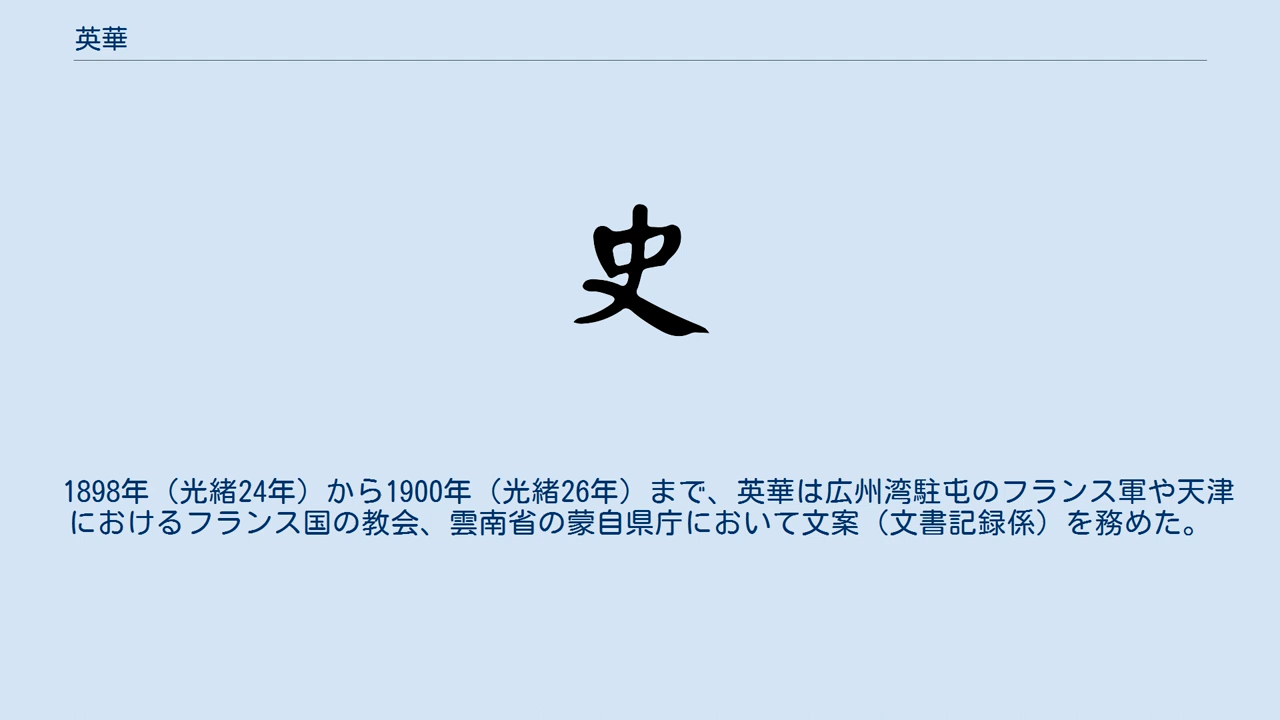 英華
史
1898年（光緒24年）から1900年（光緒26年）まで、英華は広州湾駐屯のフランス軍や天津
におけるフランス国の教会、雲南省の蒙自県庁において文案（文書記録係）を務めた。